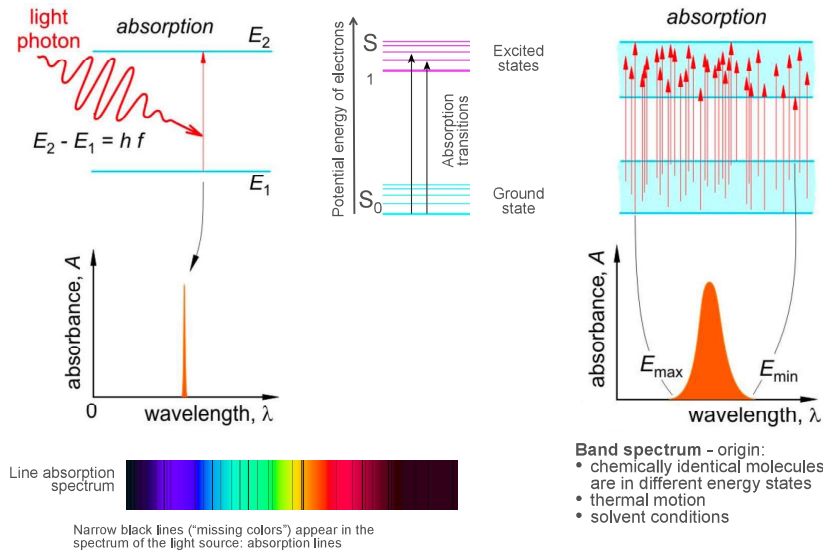 light
photon
absorption
E₂
E₂ - E₁ = h f
E₁
absorbance, A
0
wavelength, λ
Potential energy of electrons
S
1
Excited
states
Absorption
transitions
S₀
Ground
state
absorption
absorbance, A
E_max
E_min
wavelength, λ
Line absorption
spectrum
Narrow black lines (“missing colors”) appear in the
spectrum of the light source: absorption lines
Band spectrum - origin:
• chemically identical molecules
are in different energy states
• thermal motion
• solvent conditions